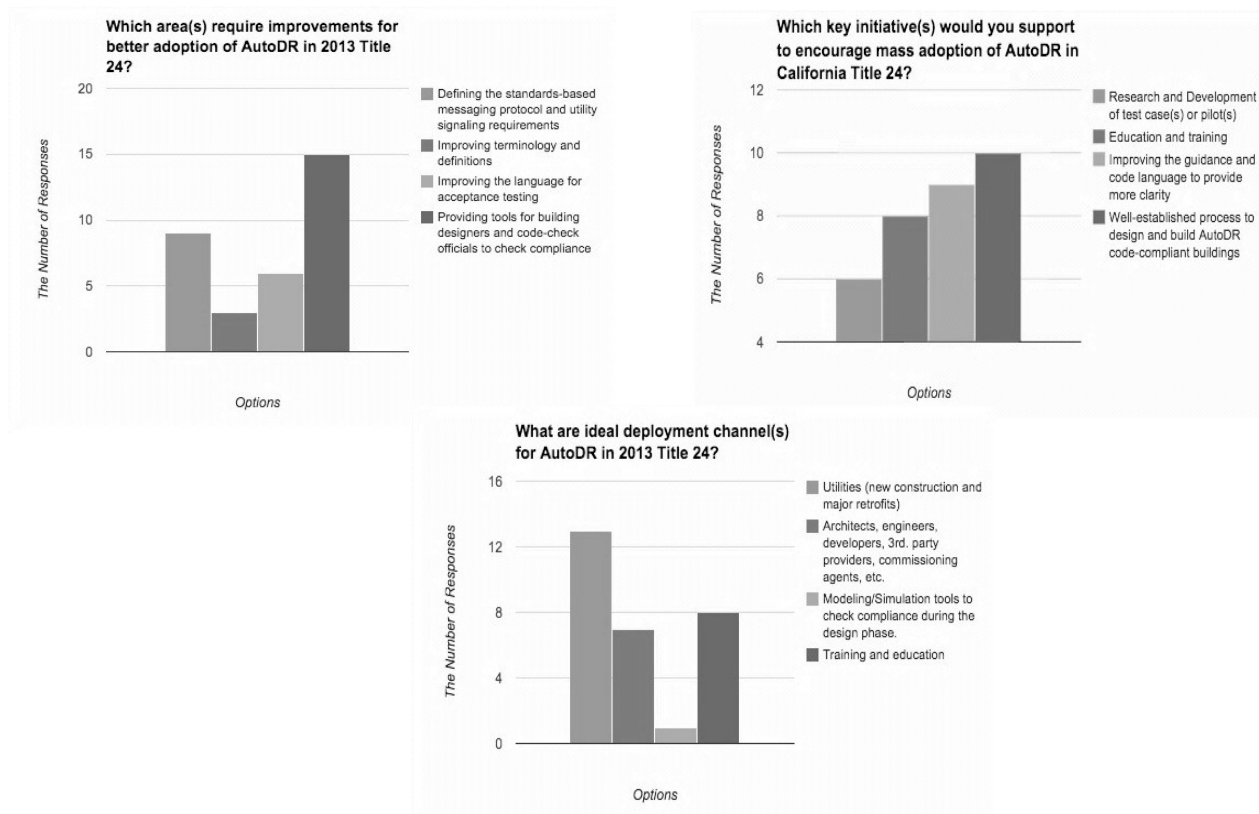 Which area(s) require improvements for
better adoption of AutoDR in 2013 Title
24?
20
15
10
5
0
The Number of Responses
Options
Defining the standards-based
messaging protocol and utility
signaling requirements
Improving terminology and
definitions
Improving the language for
acceptance testing
Providing tools for building
designers and code-check
officials to check compliance
Which key initiative(s) would you support
to encourage mass adoption of AutoDR in
California Title 24?
12
10
8
6
4
The Number of Responses
Options
Research and Development
of test case(s) or pilot(s)
Education and training
Improving the guidance and
code language to provide
more clarity
Well-established process to
design and build AutoDR
code-compliant buildings
What are ideal deployment channel(s)
for AutoDR in 2013 Title 24?
16
12
8
4
0
The Number of Responses
Options
Utilities (new construction and
major retrofits)
Architects, engineers,
developers, 3rd. party
providers, commissioning
agents, etc.
Modeling/Simulation tools to
check compliance during the
design phase.
Training and education